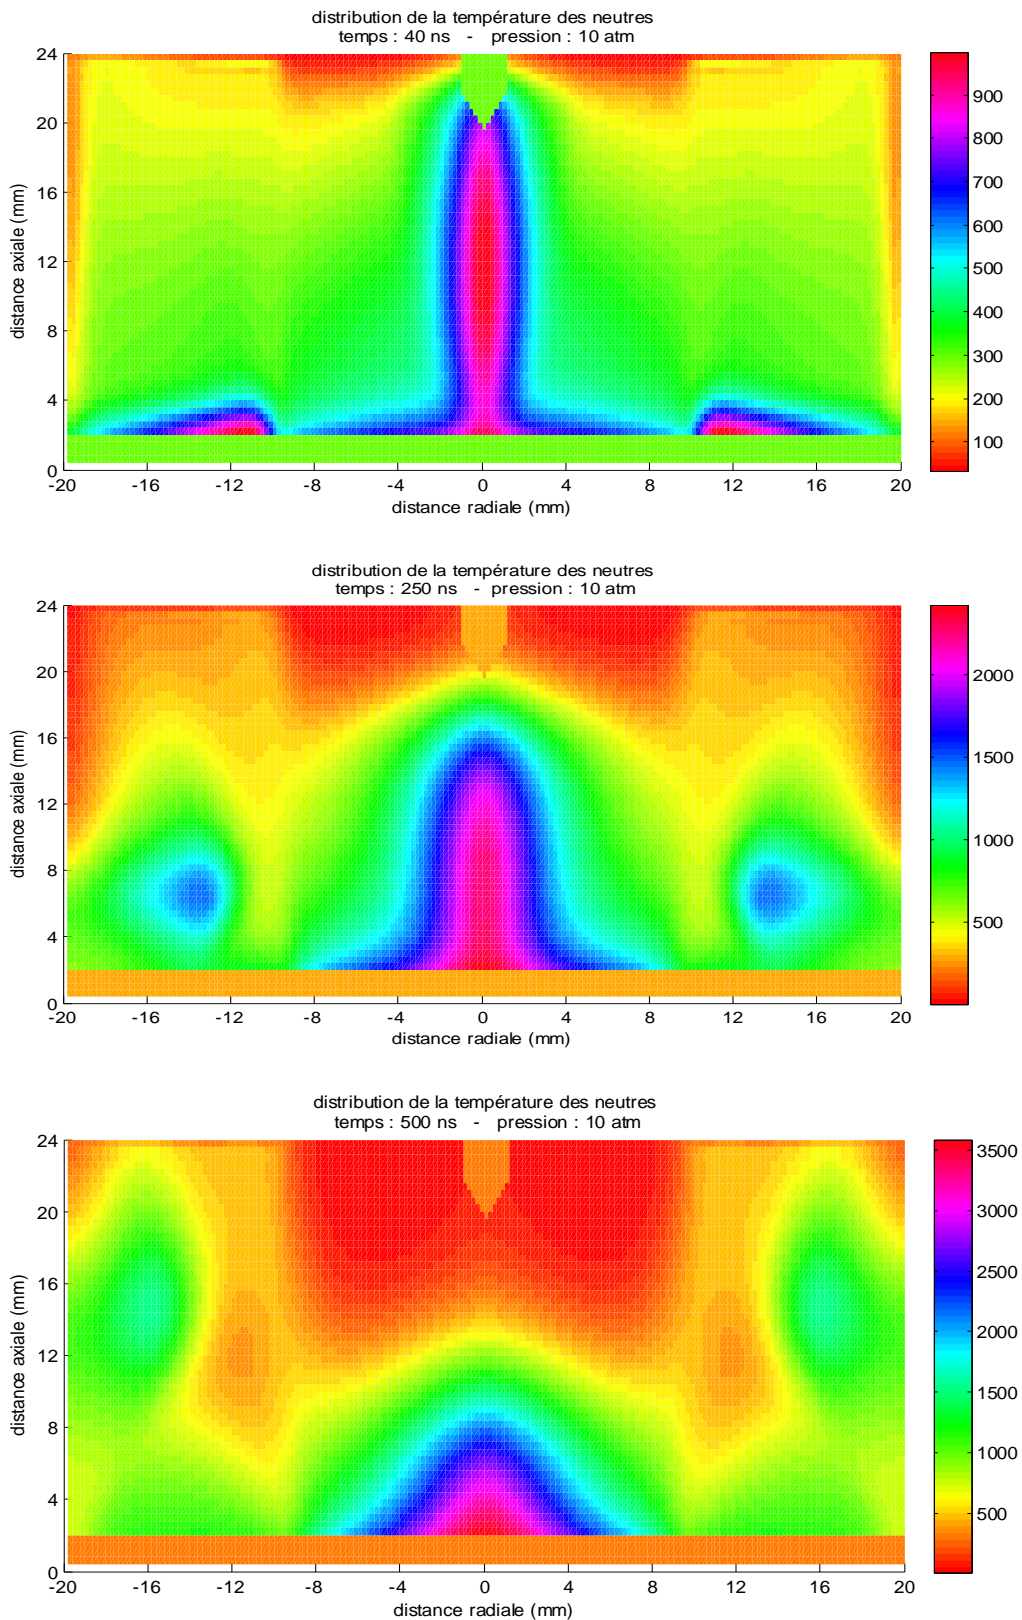 distribution de la température des neutres
temps : 40 ns - pression : 10 atm
24
20
16
12
8
4
0
distance axiale (mm)
-20 -16 -12 -8 -4 0 4 8 12 16 20
distance radiale (mm)
900
800
700
600
500
400
300
200
100
distribution de la température des neutres
temps : 250 ns - pression : 10 atm
24
20
16
12
8
4
0
distance axiale (mm)
-20 -16 -12 -8 -4 0 4 8 12 16 20
distance radiale (mm)
2000
1500
1000
500
distribution de la température des neutres
temps : 500 ns - pression : 10 atm
24
20
16
12
8
4
0
distance axiale (mm)
-20 -16 -12 -8 -4 0 4 8 12 16 20
distance radiale (mm)
3500
3000
2500
2000
1500
1000
500